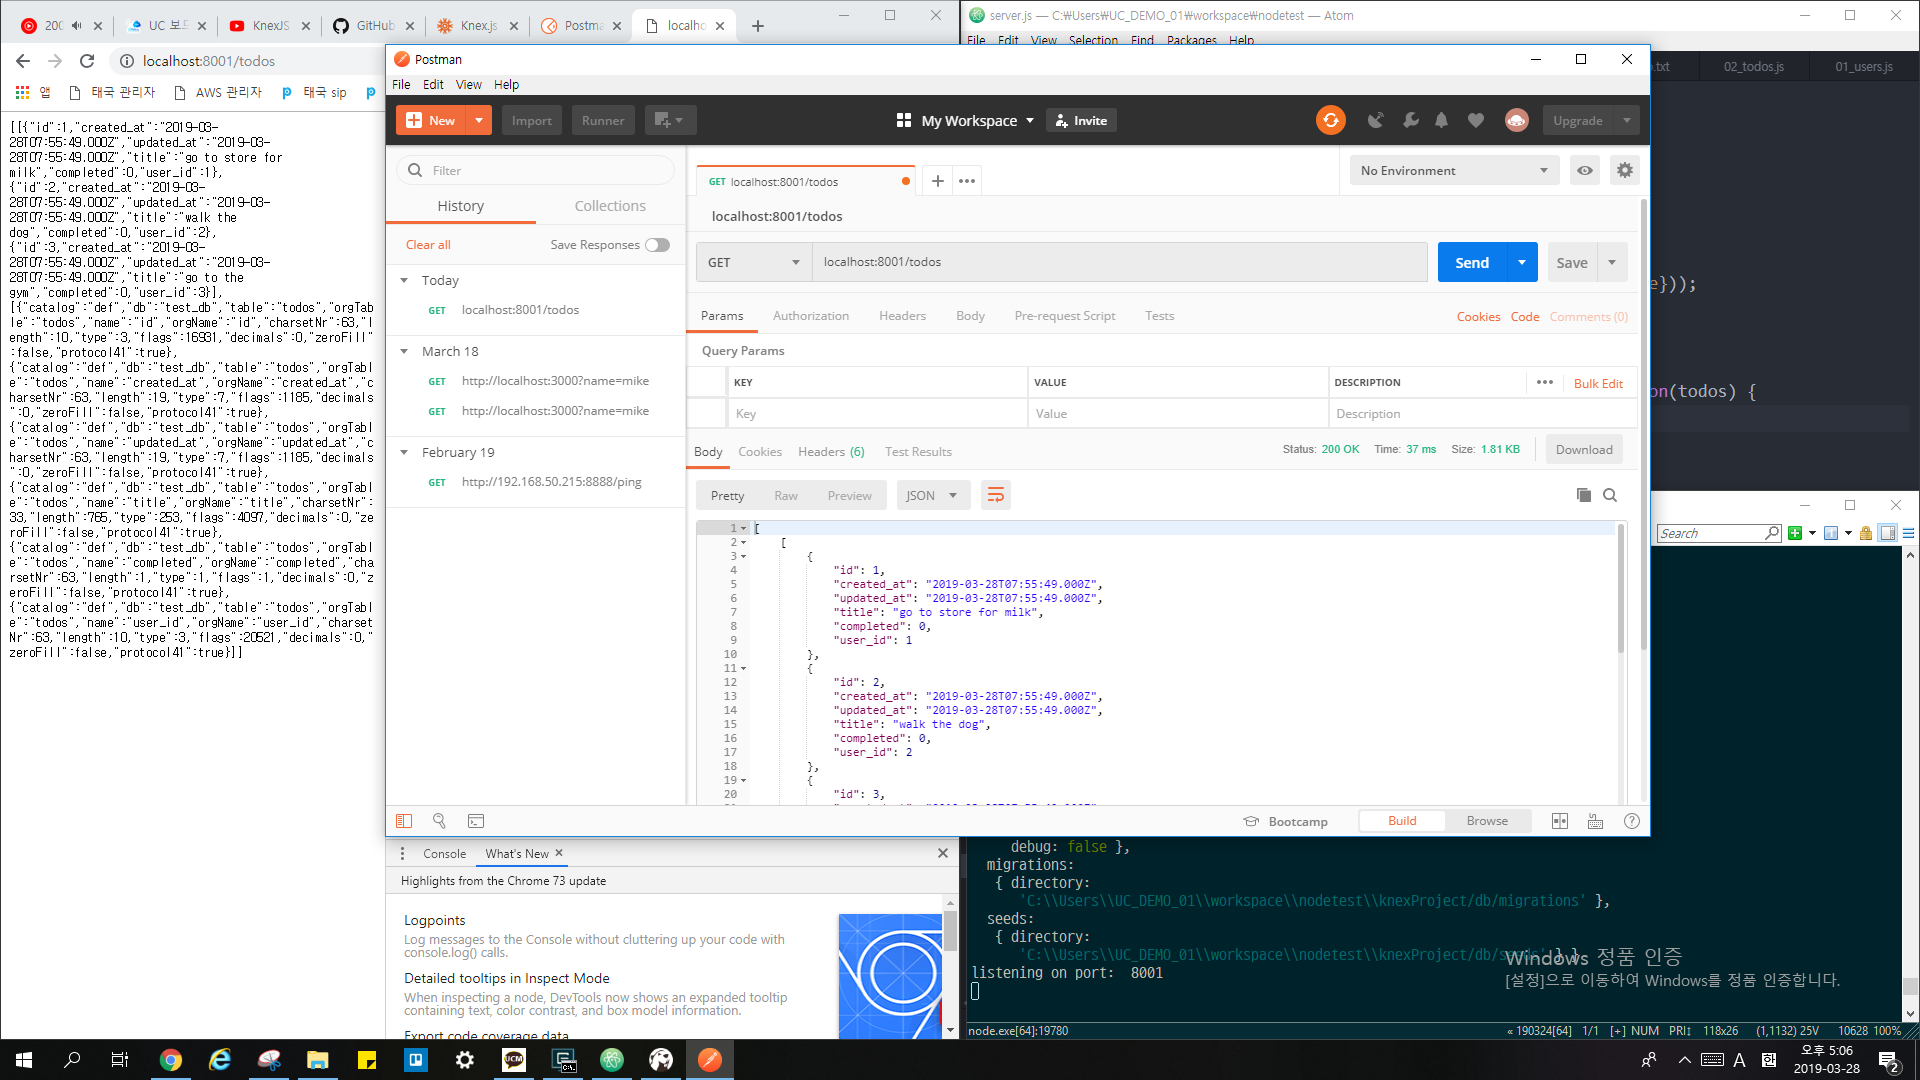 200
UC 보드
KnexJS
GitHub
Knex.js
Postma
localho
localhost:8001/todos
앱
태국 관리자
AWS 관리자
태국 sip
[[{"id":1,"created_at":"2019-03-
28T07:55:49.000Z","updated_at":"2019-03-
28T07:55:49.000Z","title":"go to store for
milk","completed":0,"user_id":1},
{"id":2,"created_at":"2019-03-
28T07:55:49.000Z","updated_at":"2019-03-
28T07:55:49.000Z","title":"walk the
dog","completed":0,"user_id":2},
{"id":3,"created_at":"2019-03-
28T07:55:49.000Z","updated_at":"2019-03-
28T07:55:49.000Z","title":"go to the
gym","completed":0,"user_id":3}],
[{"catalog":"def","db":"test_db","table":"todos","orgTab
le":"todos","name":"id","orgName":"id","charsetNr":63,"l
ength":10,"type":3,"flags":16931,"decimals":0,"zeroFill"
:false,"protocol41":true},
{"catalog":"def","db":"test_db","table":"todos","orgTabl
e":"todos","name":"created_at","orgName":"created_at","c
harsetNr":63,"length":19,"type":7,"flags":1185,"decimals
":0,"zeroFill":false,"protocol41":true},
{"catalog":"def","db":"test_db","table":"todos","orgTabl
e":"todos","name":"updated_at","orgName":"updated_at","c
harsetNr":63,"length":19,"type":7,"flags":1185,"decimals
":0,"zeroFill":false,"protocol41":true},
{"catalog":"def","db":"test_db","table":"todos","orgTabl
e":"todos","name":"title","orgName":"title","charsetNr":
33,"length":765,"type":253,"flags":4097,"decimals":0,"ze
roFill":false,"protocol41":true},
{"catalog":"def","db":"test_db","table":"todos","orgTabl
e":"todos","name":"completed","orgName":"completed","cha
rsetNr":63,"length":1,"type":1,"flags":1,"decimals":0,"z
eroFill":false,"protocol41":true},
{"catalog":"def","db":"test_db","table":"todos","orgTabl
e":"todos","name":"user_id","orgName":"user_id","charset
Nr":63,"length":10,"type":3,"flags":20521,"decimals":0,"
zeroFill":false,"protocol41":true}]]
server.js — C:₩Users₩UC_DEMO_01₩workspace₩nodetest — Atom
File Edit View Selection Find Packages Help
.txt
02_todos.js
01_users.js
e}));
on(todos) {
Postman
File Edit View Help
New
Import
Runner
My Workspace
Invite
Upgrade
Filter
History
Collections
Clear all
Save Responses
Today
GET localhost:8001/todos
March 18
GET http://localhost:3000?name=mike
GET http://localhost:3000?name=mike
February 19
GET http://192.168.50.215:8888/ping
GET localhost:8001/todos
No Environment
localhost:8001/todos
GET
localhost:8001/todos
Send
Save
Params Authorization Headers Body Pre-request Script Tests
Cookies Code Comments (0)
Query Params
KEY VALUE DESCRIPTION
Bulk Edit
Key Value Description
Body Cookies Headers (6) Test Results
Status: 200 OK Time: 37 ms Size: 1.81 KB
Download
Pretty Raw Preview
JSON
1 [
2 [
3 {
4 "id": 1,
5 "created_at": "2019-03-28T07:55:49.000Z",
6 "updated_at": "2019-03-28T07:55:49.000Z",
7 "title": "go to store for milk",
8 "completed": 0,
9 "user_id": 1
10 },
11 {
12 "id": 2,
13 "created_at": "2019-03-28T07:55:49.000Z",
14 "updated_at": "2019-03-28T07:55:49.000Z",
15 "title": "walk the dog",
16 "completed": 0,
17 "user_id": 2
18 },
19 {
20 "id": 3,
Bootcamp
Build
Browse
Search
Console
What's New
Highlights from the Chrome 73 update
Logpoints
Log messages to the Console without cluttering up your code with
console.log() calls.
Detailed tooltips in Inspect Mode
When inspecting a node, DevTools now shows an expanded tooltip
containing text, color contrast, and box model information.
Export code coverage data
debug: false },
migrations:
{ directory:
'C:\\Users\\UC_DEMO_01\\workspace\\nodetest\\knexProject/db/migrations' },
seeds:
{ directory:
'C:\\Users\\UC_DEMO_01\\workspace\\nodetest\\knexProject/db/seeds' } }
listening on port:  8001
Windows 정품 인증
[설정]으로 이동하여 Windows를 정품 인증합니다.
node.exe[64]:19780
« 190324[64] 1/1 [+] NUM PRI↕ 118x26 (1,1132) 25V 10628 100%
UCM
A
오후 5:06
2019-03-28
2